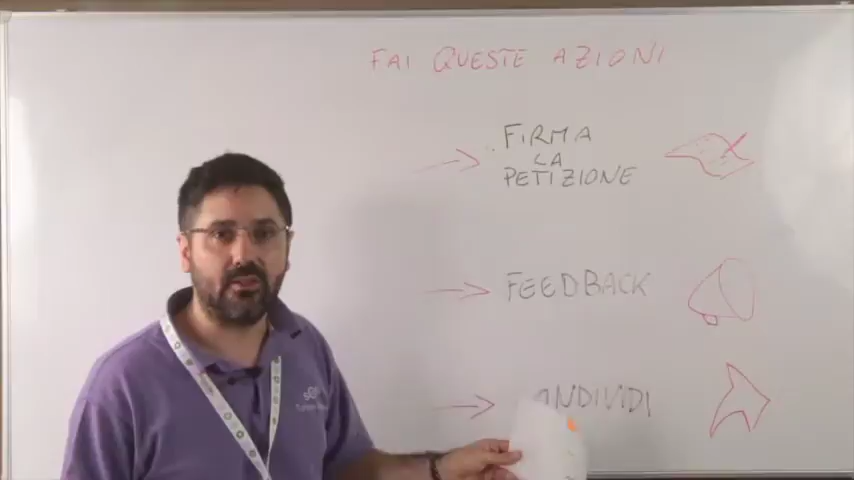 FAI QUESTE AZIONI
FIRMA
LA
PETIZIONE
FEEDBACK